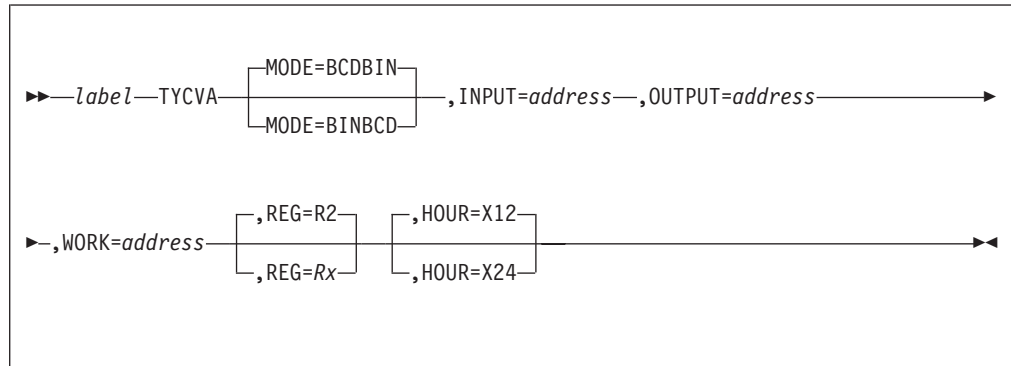 MODE=BCDBIN
label TYCVA ,INPUT=address ,OUTPUT=address
MODE=BINBCD
,REG=R2 ,HOUR=X12
,WORK=address
,REG=Rx ,HOUR=X24